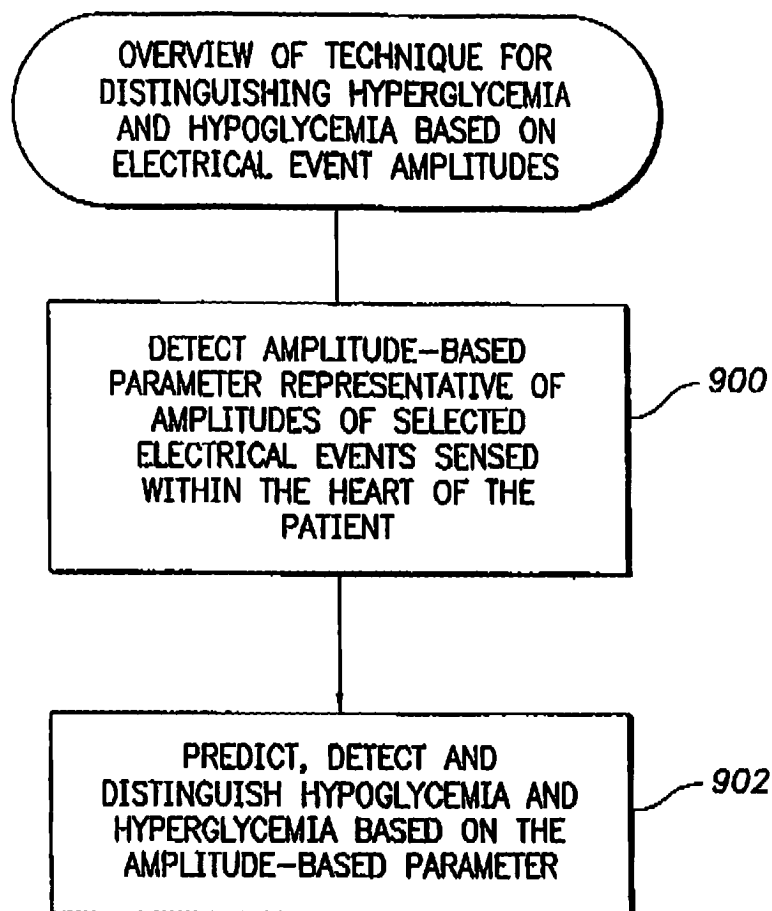 OVERVIEW OF TECHNIQUE FOR
DISTINGUISHING HYPERGLYCEMIA
AND HYPOGLYCEMIA BASED ON
ELECTRICAL EVENT AMPLITUDES
DETECT AMPLITUDE-BASED
PARAMETER REPRESENTATIVE OF
AMPLITUDES OF SELECTED
ELECTRICAL EVENTS SENSED
WITHIN THE HEART OF THE
PATIENT
900
PREDICT, DETECT AND
DISTINGUISH HYPOGLYCEMIA AND
HYPERGLYCEMIA BASED ON THE
AMPLITUDE-BASED PARAMETER
902